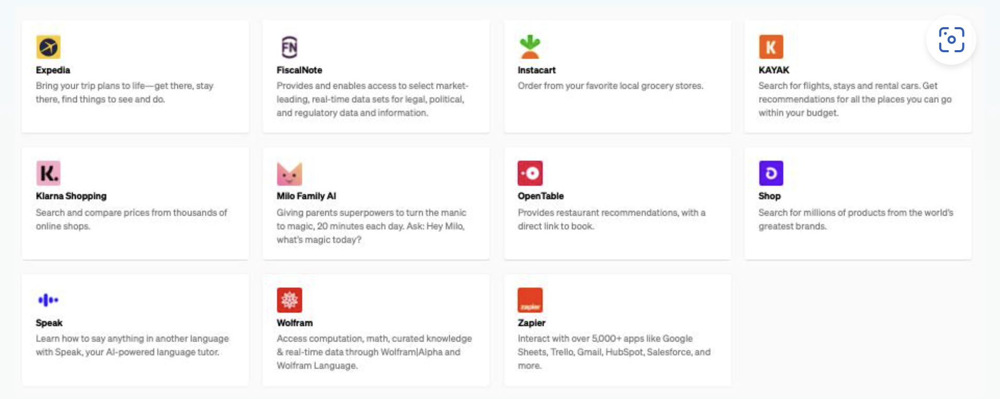 FN
K
Expedia
Bring your trip plans to life—get there, stay
there, find things to see and do.
FiscalNote
Provides and enables access to select market-
leading, real-time data sets for legal, political,
and regulatory data and information.
Instacart
Order from your favorite local grocery stores.
KAYAK
Search for flights, stays and rental cars. Get
recommendations for all the places you can go
within your budget.
K.
Klarna Shopping
Search and compare prices from thousands of
online shops.
Milo Family AI
Giving parents superpowers to turn the manic
to magic, 20 minutes each day. Ask: Hey Milo,
what's magic today?
OpenTable
Provides restaurant recommendations, with a
direct link to book.
Shop
Search for millions of products from the world's
greatest brands.
Speak
Learn how to say anything in another language
with Speak, your AI-powered language tutor.
Wolfram
Access computation, math, curated knowledge
& real-time data through Wolfram|Alpha and
Wolfram Language.
zapier
Zapier
Interact with over 5,000+ apps like Google
Sheets, Trello, Gmail, HubSpot, Salesforce, and
more.